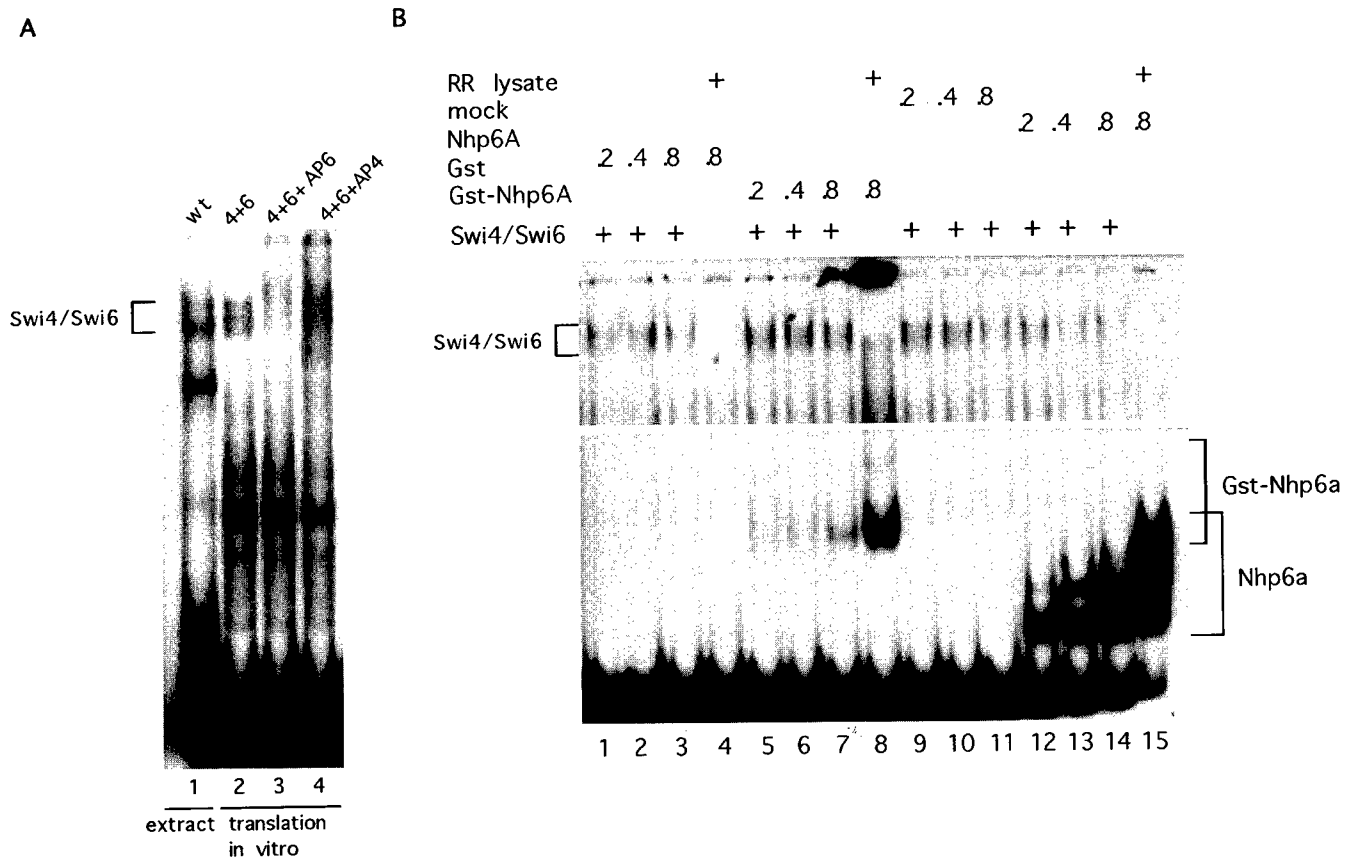 A
B
wt
4+6
4+6+AP6
4+6+AP4
Swi4/Swi6
1 2 3 4
extract translation
in vitro
RR lysate + + +
mock .2 .4 .8
Nhp6A .2 .4 .8 .8
Gst .2 .4 .8 .8
Gst-Nhp6A .2 .4 .8 .8
Swi4/Swi6 + + + + + + + + + + + +
Swi4/Swi6
Gst-Nhp6a
Nhp6a
1 2 3 4 5 6 7 8 9 10 11 12 13 14 15